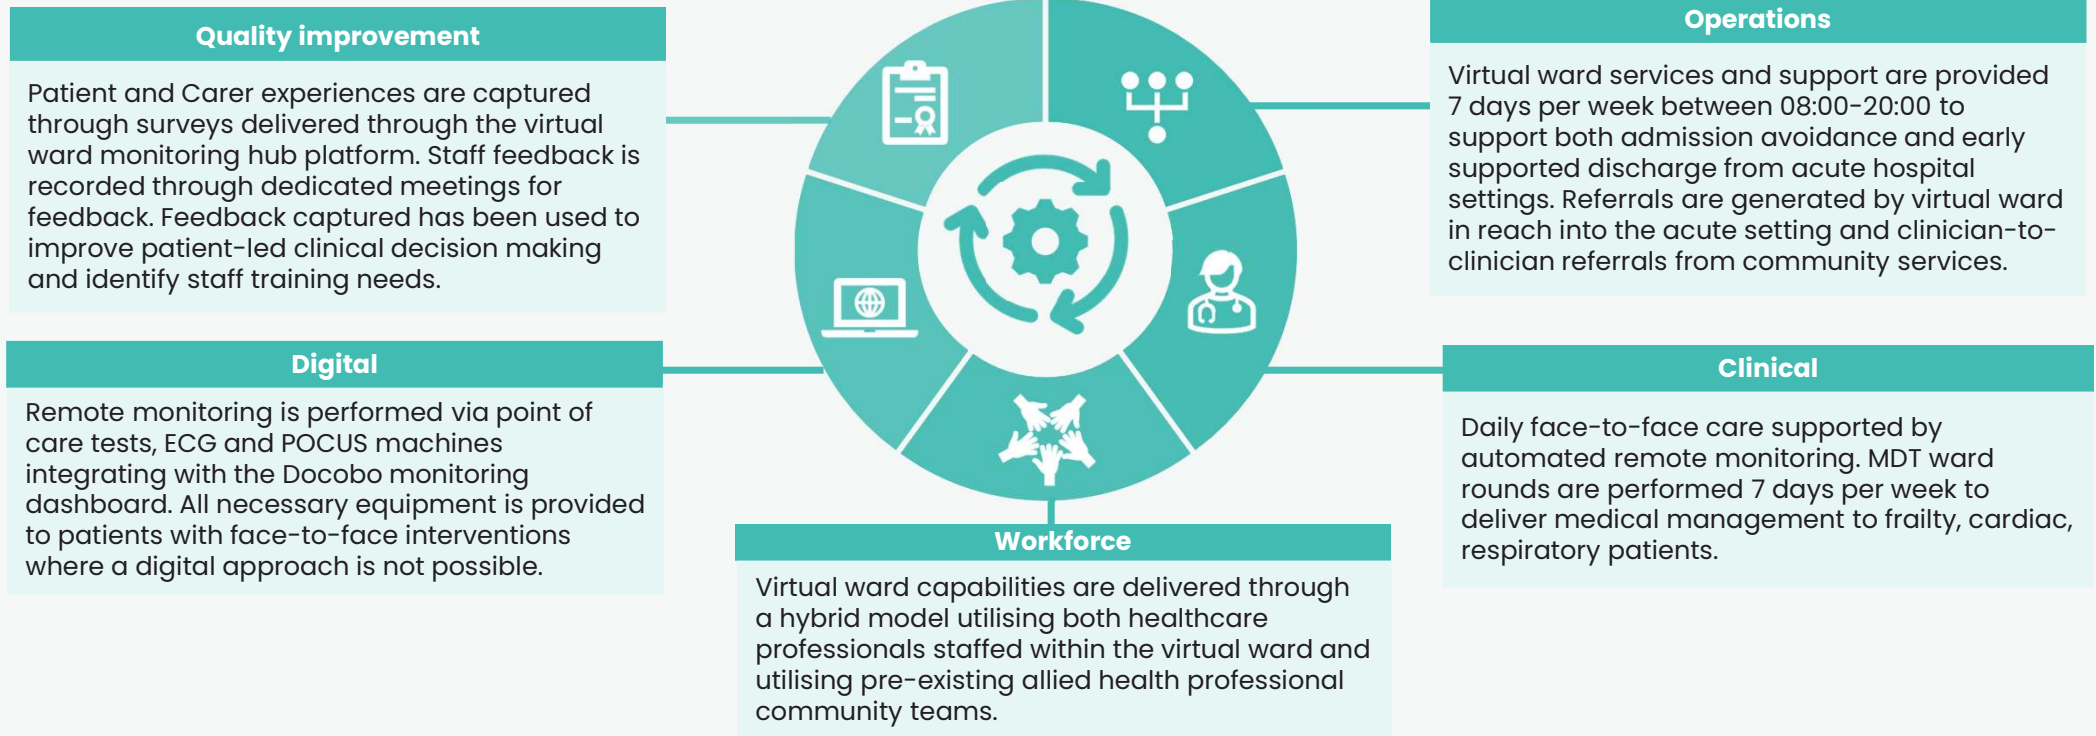 Quality improvement
Patient and Carer experiences are captured
through surveys delivered through the virtual
ward monitoring hub platform. Staff feedback is
recorded through dedicated meetings for
feedback. Feedback captured has been used to
improve patient-led clinical decision making
and identify staff training needs.
Operations
Virtual ward services and support are provided
7 days per week between 08:00-20:00 to
support both admission avoidance and early
supported discharge from acute hospital
settings. Referrals are generated by virtual ward
in reach into the acute setting and clinician-to-
clinician referrals from community services.
Digital
Remote monitoring is performed via point of
care tests, ECG and POCUS machines
integrating with the Docobo monitoring
dashboard. All necessary equipment is provided
to patients with face-to-face interventions
where a digital approach is not possible.
Clinical
Daily face-to-face care supported by
automated remote monitoring. MDT ward
rounds are performed 7 days per week to
deliver medical management to frailty, cardiac,
respiratory patients.
Workforce
Virtual ward capabilities are delivered through
a hybrid model utilising both healthcare
professionals staffed within the virtual ward and
utilising pre-existing allied health professional
community teams.